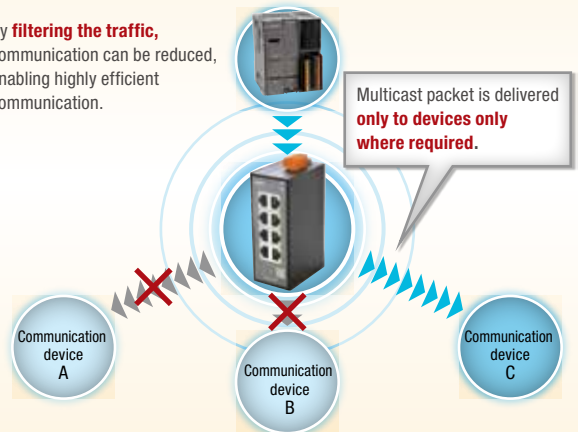 y filtering the traffic,
ommunication can be reduced,
nabling highly efficient
ommunication.
Multicast packet is delivered
only to devices only
where required.
Communication
device
A
Communication
device
B
Communication
device
C